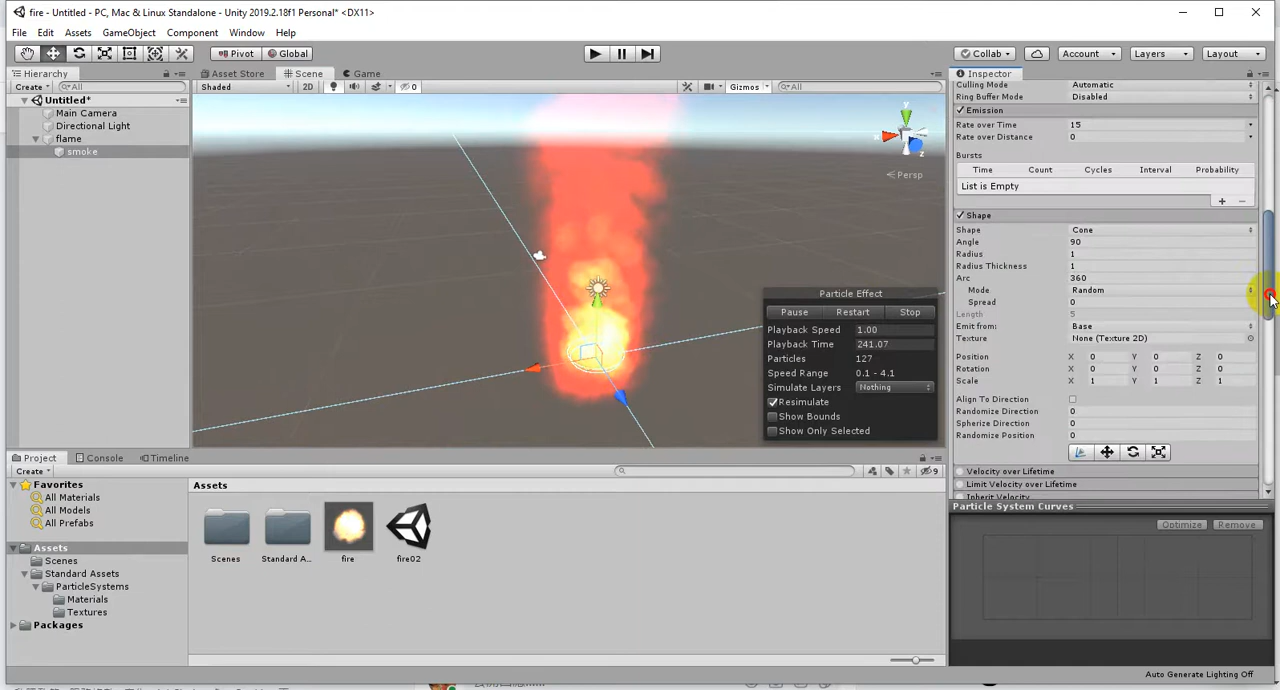 fire - Untitled - PC, Mac & Linux Standalone - Unity 2019.2.18f1 Personal* <DX11>
File Edit Assets GameObject Component Window Help
Pivot Global Collab Account Layers Layout
Hierarchy Asset Store Scene Game Inspector
Create All Shaded 2D 0 Gizmos All
Culling Mode Automatic
Ring Buffer Mode Disabled
Untitled*
Main Camera
Directional Light
flame
smoke
y
x
z
Persp
Emission
Rate over Time 15
Rate over Distance 0
Bursts
Time Count Cycles Interval Probability
List is Empty
Shape
Shape Cone
Angle 90
Radius 1
Radius Thickness 1
Arc 360
Mode Random
Spread 0
Length 5
Emit from: Base
Texture None (Texture 2D)
Position X 0 Y 0 Z 0
Rotation X 0 Y 0 Z 0
Scale X 1 Y 1 Z 1
Align To Direction
Randomize Direction 0
Spherize Direction 0
Randomize Position 0
Velocity over Lifetime
Limit Velocity over Lifetime
Inherit Velocity
Particle Effect
Pause Restart Stop
Playback Speed 1.00
Playback Time 241.07
Particles 127
Speed Range 0.1 - 4.1
Simulate Layers Nothing
Resimulate
Show Bounds
Show Only Selected
Project Console Timeline
Create 9
Favorites
All Materials
All Models
All Prefabs
Assets
Scenes
Standard Assets
ParticleSystems
Materials
Textures
Packages
Assets
Scenes Standard A... fire fire02
Particle System Curves
Optimize Remove
Auto Generate Lighting Off